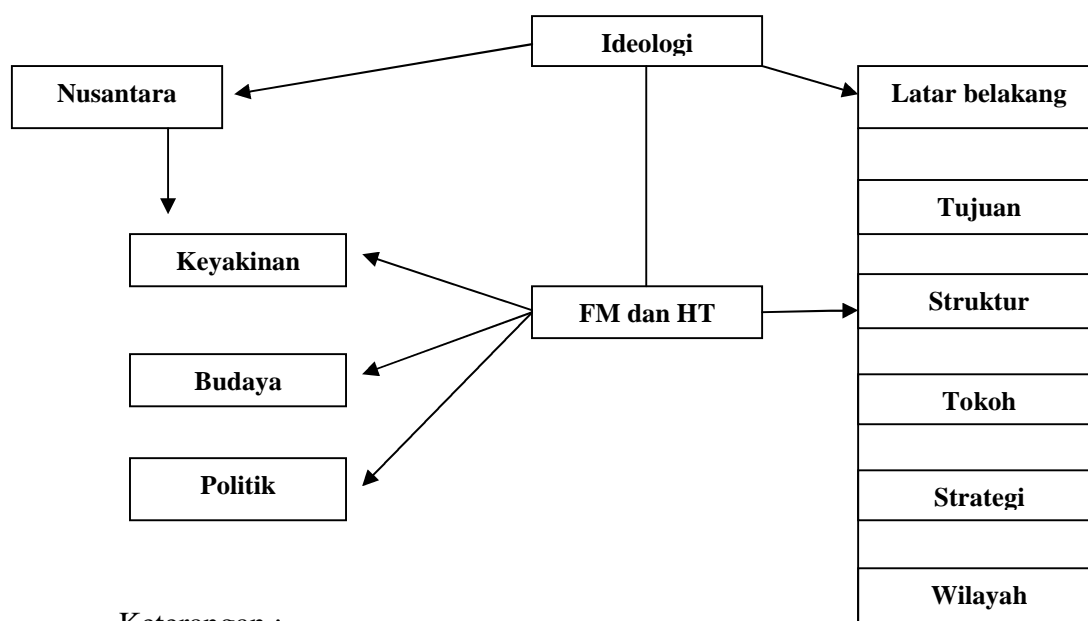 Ideologi
Nusantara
Latar belakang
Tujuan
Keyakinan
FM dan HT
Struktur
Budaya
Tokoh
Politik
Strategi
Wilayah
Keterangan :